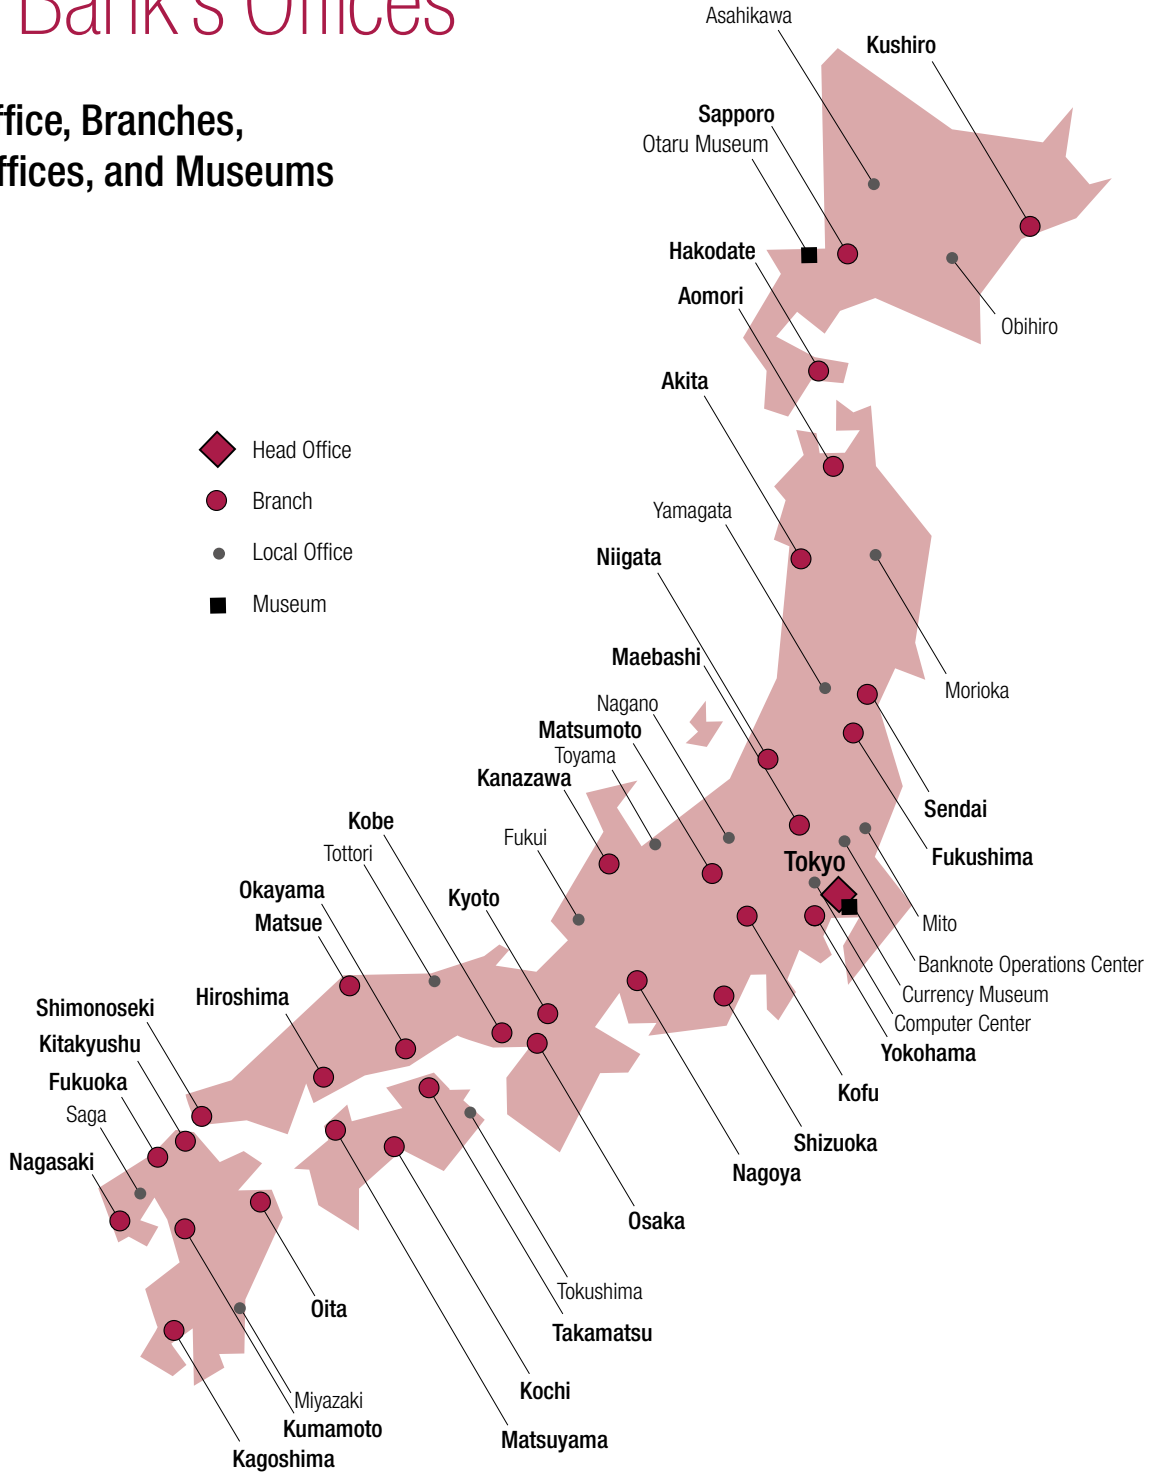 Bank's Offices
ffice, Branches,
ffices, and Museums
Asahikawa
Kushiro
Sapporo
Otaru Museum
Hakodate
Aomori
Obihiro
Akita
Head Office
Branch
Local Office
Museum
Yamagata
Niigata
Maebashi
Morioka
Nagano
Matsumoto
Toyama
Kanazawa
Sendai
Kobe
Fukui
Tottori
Fukushima
Tokyo
Okayama
Kyoto
Matsue
Mito
Banknote Operations Center
Currency Museum
Computer Center
Yokohama
Hiroshima
Shimonoseki
Kitakyushu
Fukuoka
Saga
Nagasaki
Kofu
Shizuoka
Nagoya
Osaka
Tokushima
Oita
Takamatsu
Kochi
Miyazaki
Kumamoto
Matsuyama
Kagoshima